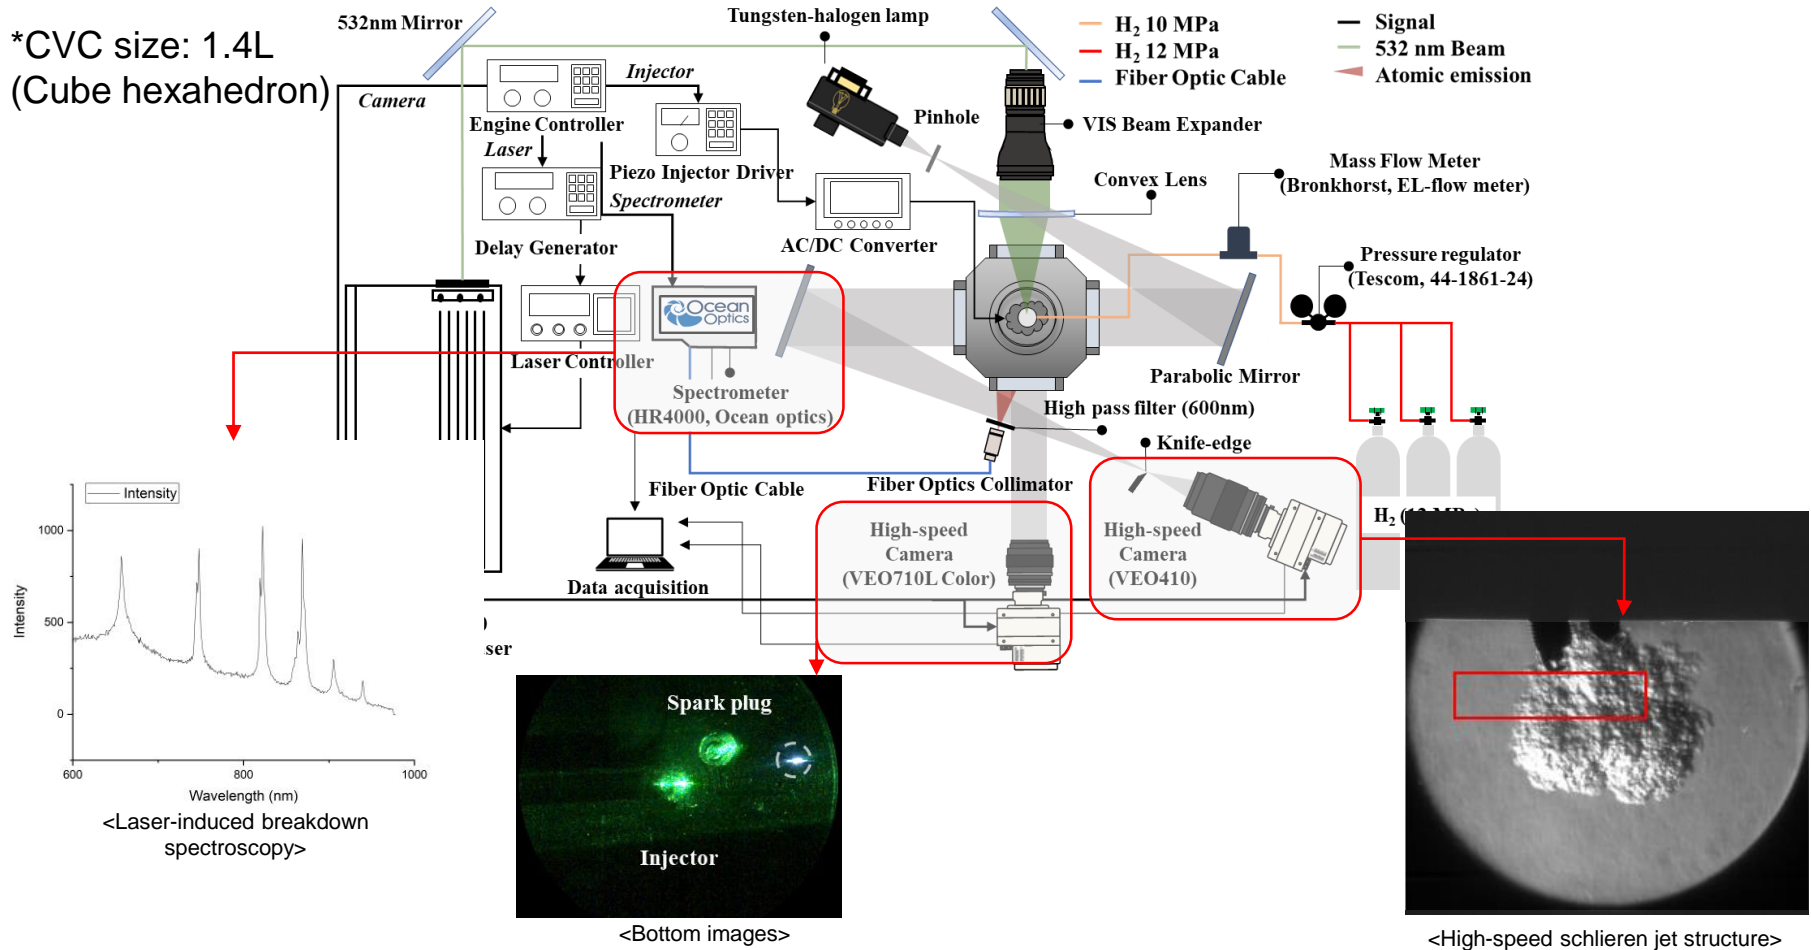 *CVC size: 1.4L
(Cube hexahedron)
532nm Mirror
Tungsten-halogen lamp
H₂ 10 MPa
H₂ 12 MPa
Fiber Optic Cable
Signal
532 nm Beam
Atomic emission
Camera
Injector
Engine Controller
Laser
Piezo Injector Driver
Spectrometer
Delay Generator
AC/DC Converter
Pinhole
VIS Beam Expander
Convex Lens
Mass Flow Meter
(Bronkhorst, EL-flow meter)
Pressure regulator
(Tescom, 44-1861-24)
Ocean
Optics
Laser Controller
Spectrometer
(HR4000, Ocean optics)
Parabolic Mirror
High pass filter (600nm)
Knife-edge
Fiber Optic Cable
Fiber Optics Collimator
High-speed
Camera
(VEO710L Color)
High-speed
Camera
(VEO410)
H₂
Data acquisition
ser
Intensity
1000
500
0
Intensity
600
800
1000
Wavelength (nm)
<Laser-induced breakdown
spectroscopy>
Spark plug
Injector
<Bottom images>
<High-speed schlieren jet structure>